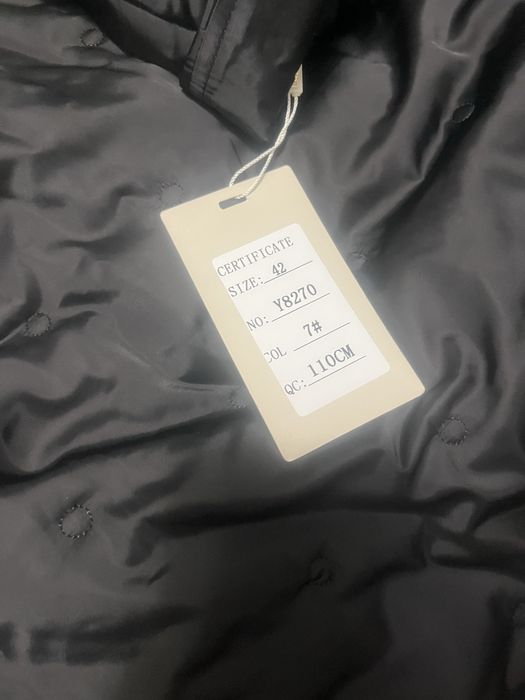 CERTIFICATE
SIZE: 42
NO: Y8270
COL 7#
QC: 110CM